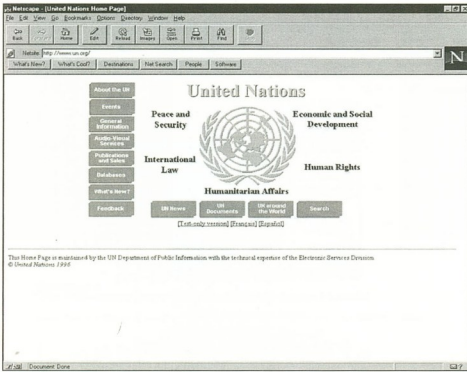 Netscape - [United Nations Home Page]
File Edit View Go Bookmarks Options Directory Window Help
Back Home Edit Reload Images Open Print Find
Netsite: http://www.un.org/
N
What's New? What's Cool? Destinations Net Search People Software
United Nations
About the UN
Events
General Information
Audio-Visual Services
Publications and Sales
Databases
What's New?
Feedback
Peace and
Security
Economic and Social
Development
International
Law
Human Rights
Humanitarian Affairs
UN News
UN Documents
UN around the World
Search
[Text-only version] [Français] [Español]
This Home Page is maintained by the UN Department of Public Information with the technical expertise of the Electronic Services Division.
© United Nations 1996
Document: Done